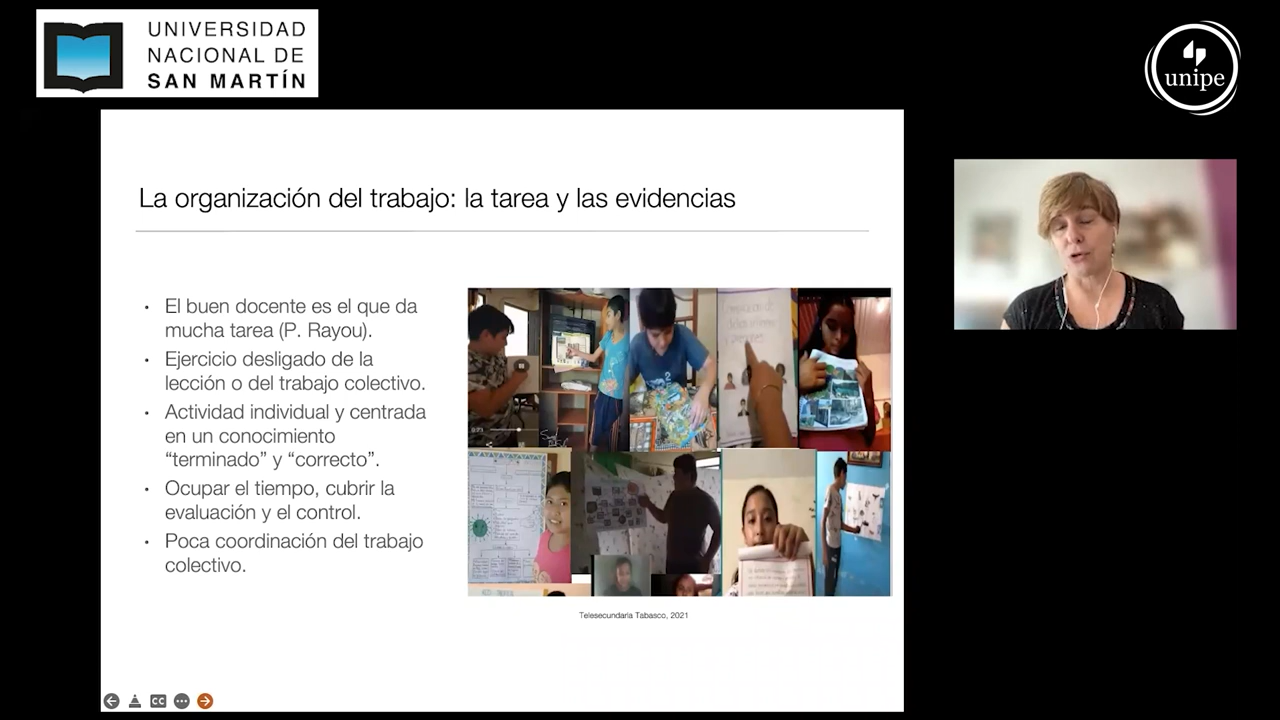 UNIVERSIDAD
NACIONAL DE
SAN MARTÍN
unipe
La organización del trabajo: la tarea y las evidencias
• El buen docente es el que da
mucha tarea (P. Rayou).
• Ejercicio desligado de la
lección o del trabajo colectivo.
• Actividad individual y centrada
en un conocimiento
“terminado” y “correcto”.
• Ocupar el tiempo, cubrir la
evaluación y el control.
• Poca coordinación del trabajo
colectivo.
Telesecundaria Tabasco, 2021
CC